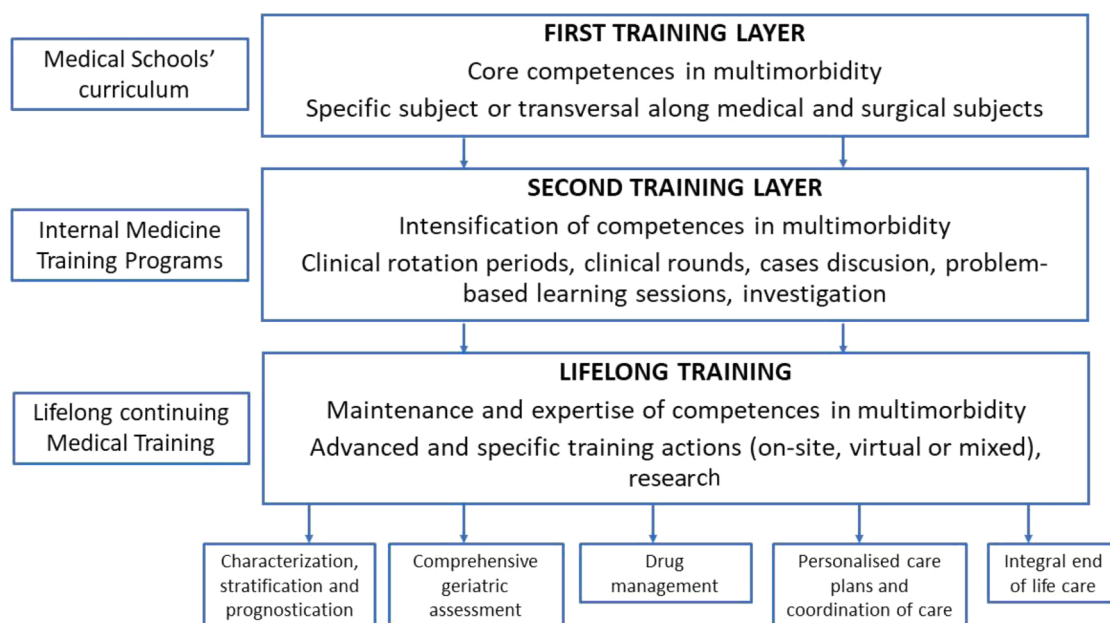 Medical Schools'
curriculum
FIRST TRAINING LAYER
Core competences in multimorbidity
Specific subject or transversal along medical and surgical subjects
Internal Medicine
Training Programs
SECOND TRAINING LAYER
Intensification of competences in multimorbidity
Clinical rotation periods, clinical rounds, cases discusion, problem-
based learning sessions, investigation
Lifelong continuing
Medical Training
LIFELONG TRAINING
Maintenance and expertise of competences in multimorbidity
Advanced and specific training actions (on-site, virtual or mixed),
research
Characterization,
stratification and
prognostication
Comprehensive
geriatric
assessment
Drug
management
Personalised care
plans and
coordination of care
Integral end
of life care